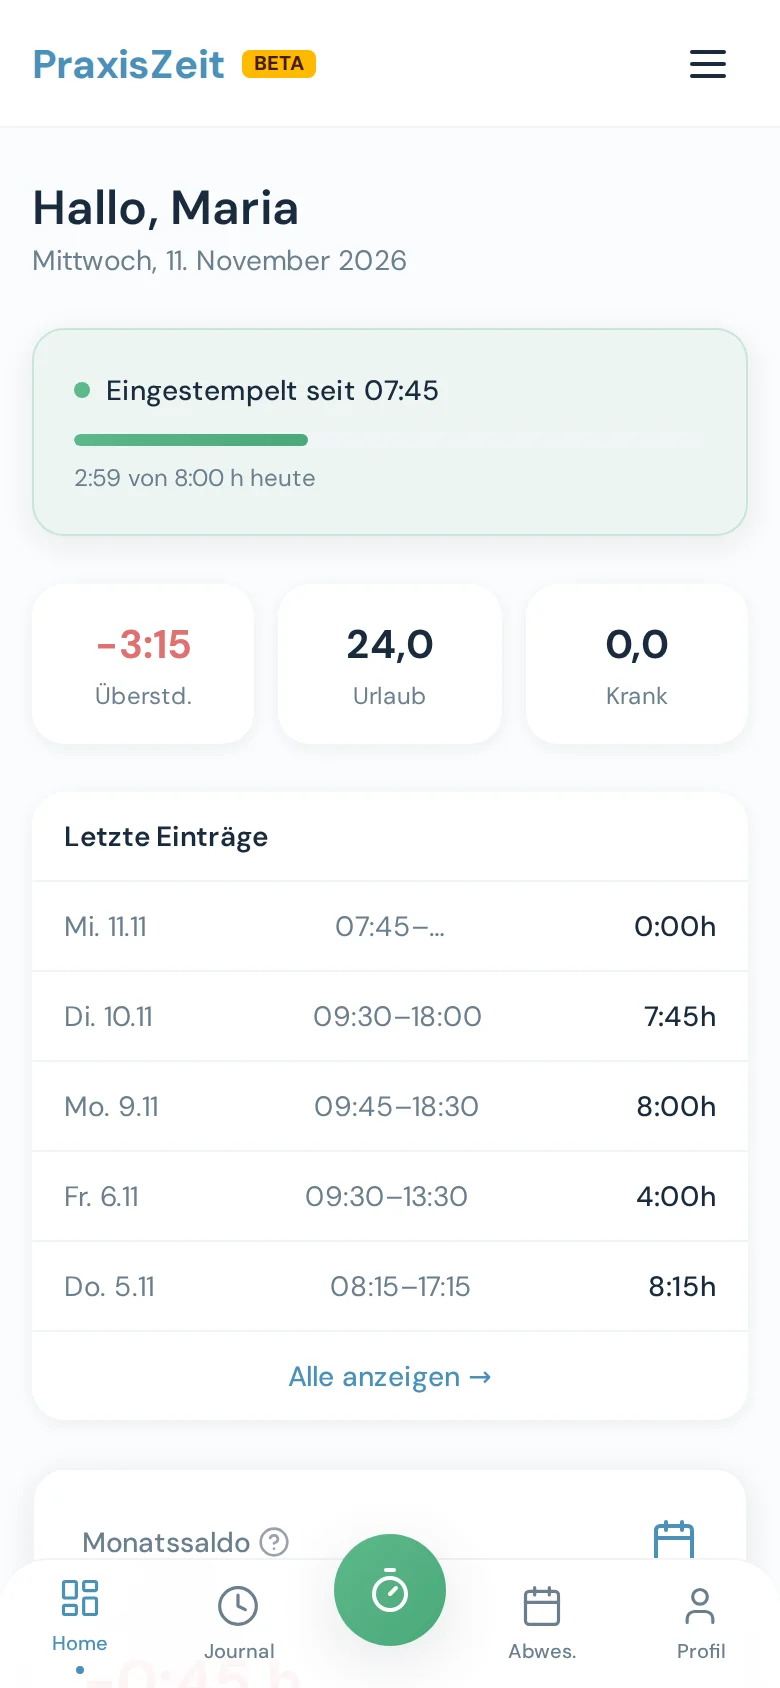 PraxisZeit BETA
Hallo, Maria
Mittwoch, 11. November 2026
Eingestempelt seit 07:45
2:59 von 8:00 h heute
−3:15 24,0 0,0
Überstd. Urlaub Krank
Letzte Einträge
Mi. 11.11 07:45–... 0:00h
Di. 10.11 09:30–18:00 7:45h
Mo. 9.11 09:45–18:30 8:00h
Fr. 6.11 09:30–13:30 4:00h
Do. 5.11 08:15–17:15 8:15h
Alle anzeigen →
Monatssaldo ?
Home Journal Abwes. Profil
−0:45 h